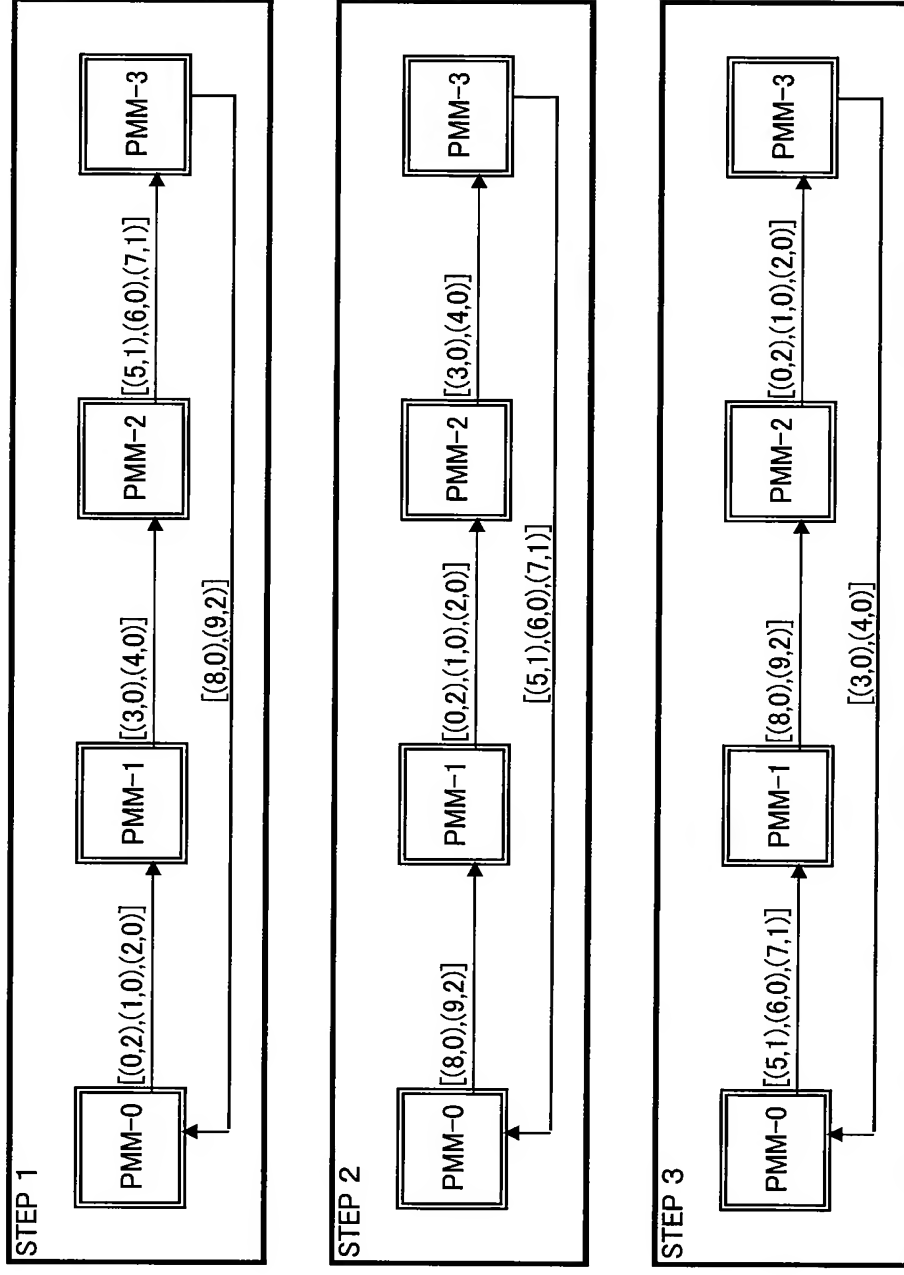 STEP 1
PMM-0
[(0,2),(1,0),(2,0)]
PMM-1
[(3,0),(4,0)]
PMM-2
[(5,1),(6,0),(7,1)]
PMM-3
[(8,0),(9,2)]
STEP 2
PMM-0
[(8,0),(9,2)]
PMM-1
[(0,2),(1,0),(2,0)]
PMM-2
[(3,0),(4,0)]
PMM-3
[(5,1),(6,0),(7,1)]
STEP 3
PMM-0
[(5,1),(6,0),(7,1)]
PMM-1
[(8,0),(9,2)]
PMM-2
[(0,2),(1,0),(2,0)]
PMM-3
[(3,0),(4,0)]